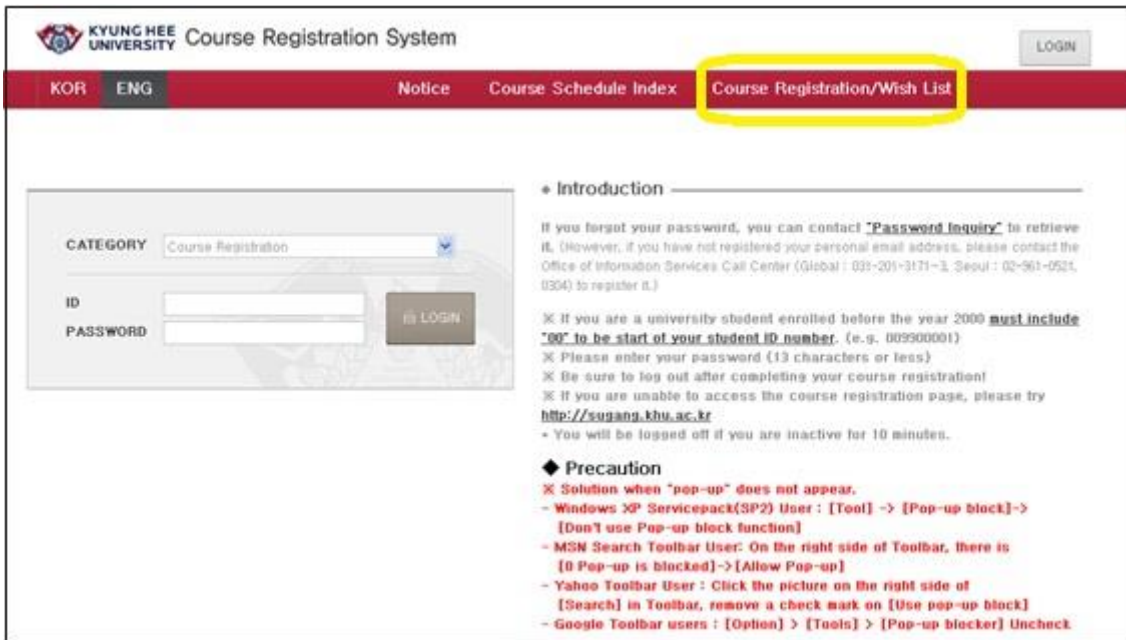 KYUNG HEE
UNIVERSITY
Course Registration System
LOGIN
KOR ENG Notice Course Schedule Index Course Registration/Wish List
CATEGORY Course Registration
ID
PASSWORD
LOGIN
Introduction
If you forgot your password, you can contact "Password Inquiry" to retrieve
it. (However, if you have not registered your personal email address, please contact the
Office of Information Services Call Center (Global : 031-201-3171~3, Seoul : 02-961-0521,
0304) to register it.)
※ If you are a university student enrolled before the year 2000 must include
"00" to be start of your student ID number. (e.g. 009900001)
※ Please enter your password (13 characters or less)
※ Be sure to log out after completing your course registration!
※ If you are unable to access the course registration page, please try
http://sugang.khu.ac.kr
- You will be logged off if you are inactive for 10 minutes.
◆ Precaution
※ Solution when "pop-up" does not appear.
- Windows XP Servicepack(SP2) User : [Tool] -> [Pop-up block]->
[Don't use Pop-up block function]
- MSN Search Toolbar User: On the right side of Toolbar, there is
[0 Pop-up is blocked]->[Allow Pop-up]
- Yahoo Toolbar User : Click the picture on the right side of
[Search] in Toolbar, remove a check mark on [Use pop-up block]
- Google Toolbar users : [Option] > [Tools] > [Pop-up blocker] Uncheck